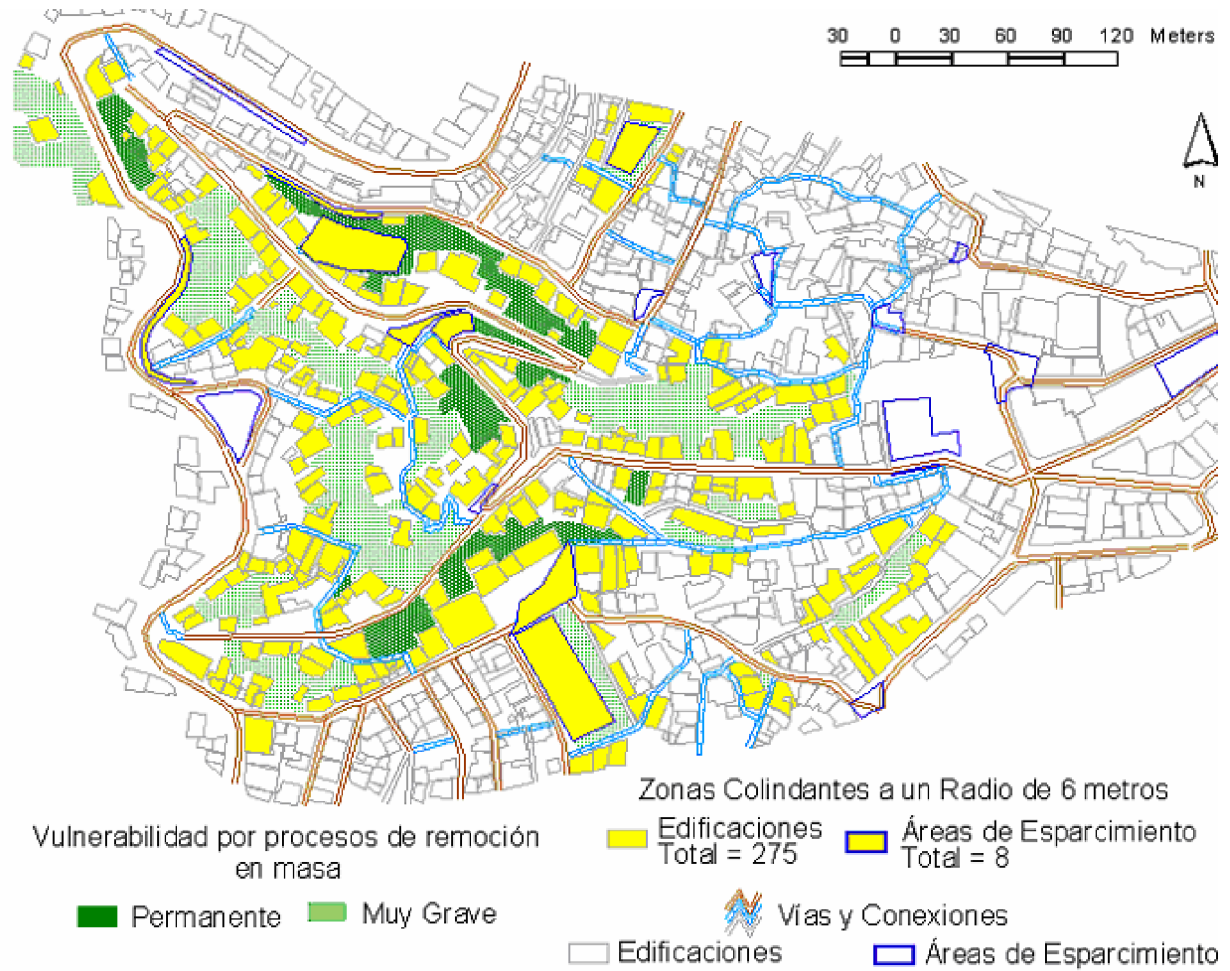 30 0 30 60 90 120 Meters
N
Zonas Colindantes a un Radio de 6 metros
Vulnerabilidad por procesos de remoción
en masa
Edificaciones
Total = 275
Áreas de Esparcimiento
Total = 8
Permanente
Muy Grave
Vías y Conexiones
Edificaciones
Áreas de Esparcimiento